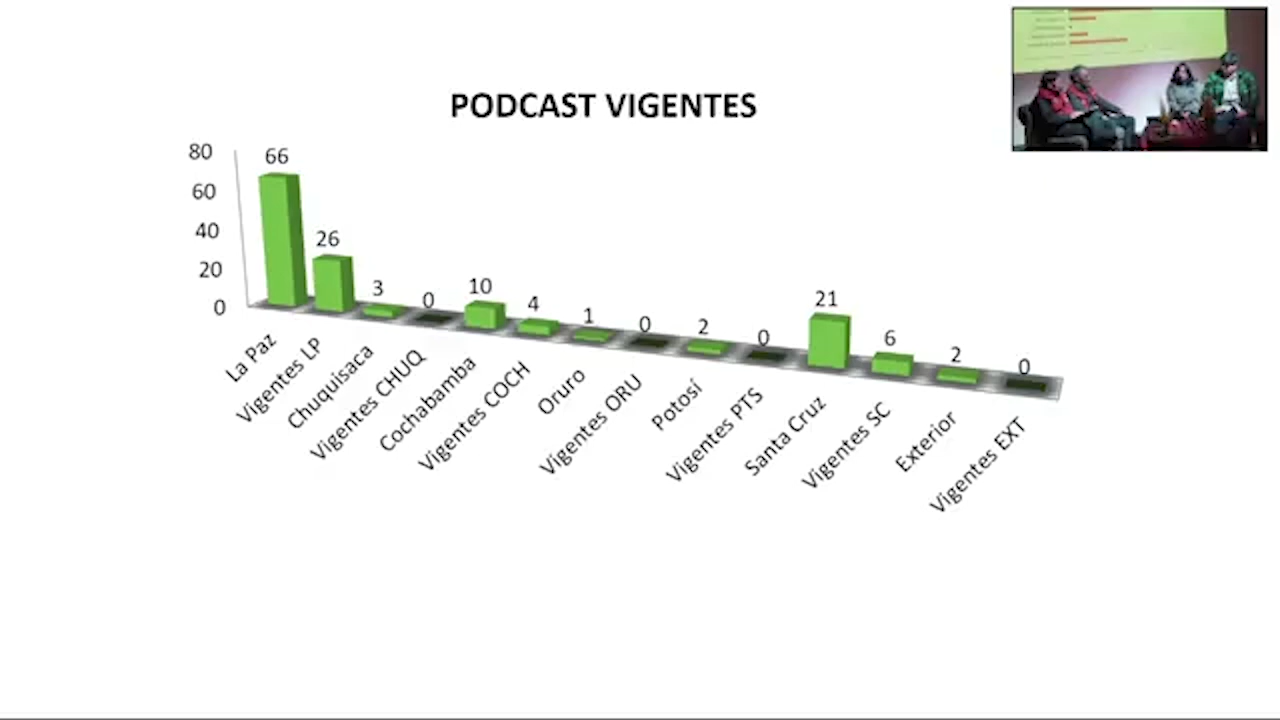 PODCAST VIGENTES
80
60
40
20
0
66
26
3
0
10
4
1
0
2
0
21
6
2
0
La Paz
Vigentes LP
Chuquisaca
Vigentes CHUQ
Cochabamba
Vigentes COCH
Oruro
Vigentes ORU
Potosí
Vigentes PTS
Santa Cruz
Vigentes SC
Exterior
Vigentes EXT